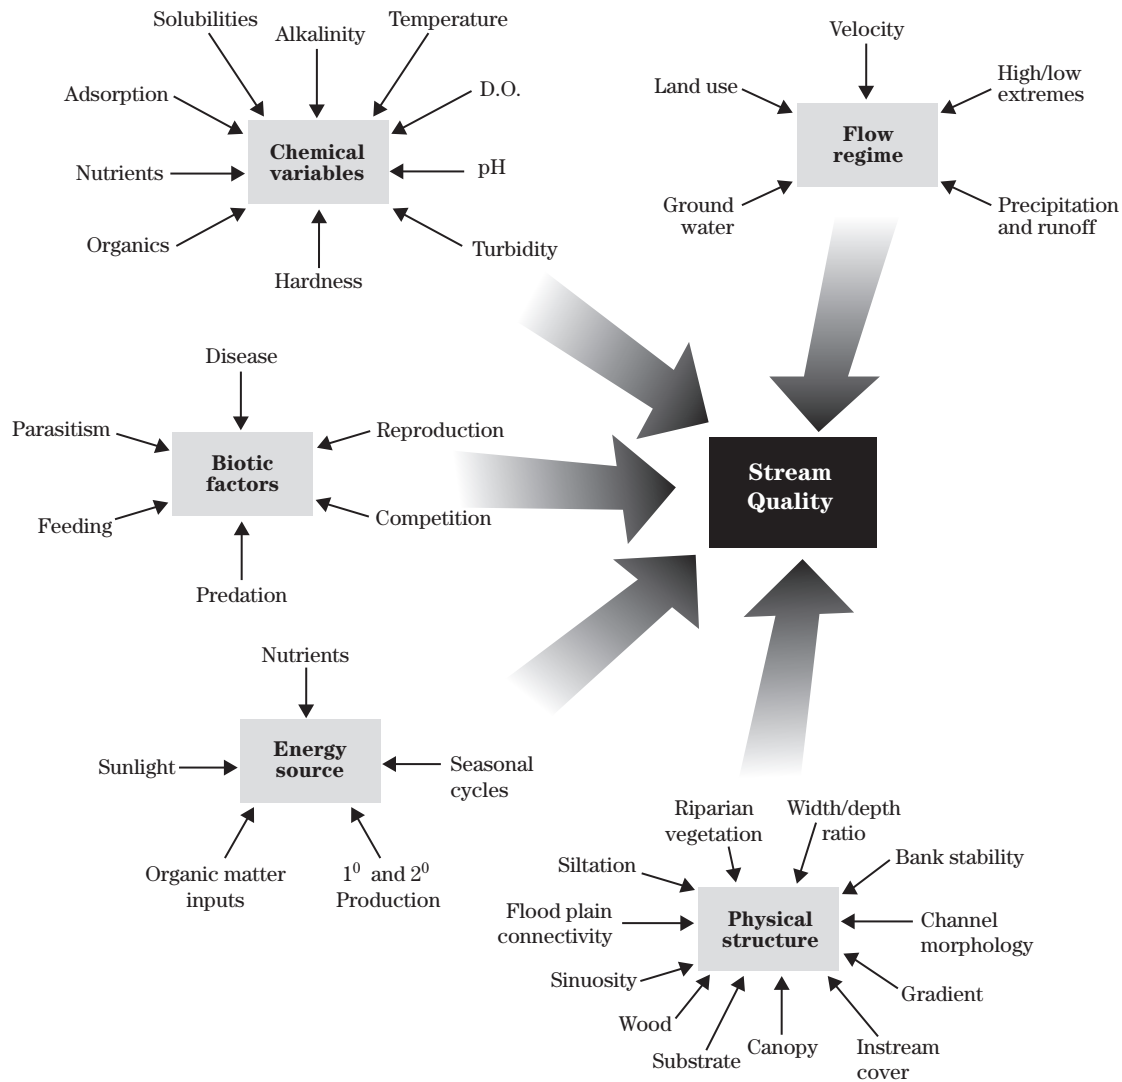 Solubilities
Alkalinity
Temperature
Adsorption
D.O.
Chemical
variables
Nutrients
pH
Organics
Turbidity
Hardness
Velocity
Land use
High/low
extremes
Flow
regime
Ground
water
Precipitation
and runoff
Disease
Parasitism
Reproduction
Biotic
factors
Feeding
Competition
Predation
Stream
Quality
Nutrients
Energy
source
Sunlight
Seasonal
cycles
Organic matter
inputs
1⁰ and 2⁰
Production
Riparian
vegetation
Width/depth
ratio
Siltation
Bank stability
Flood plain
connectivity
Physical
structure
Channel
morphology
Sinuosity
Gradient
Wood
Substrate
Canopy
Instream
cover